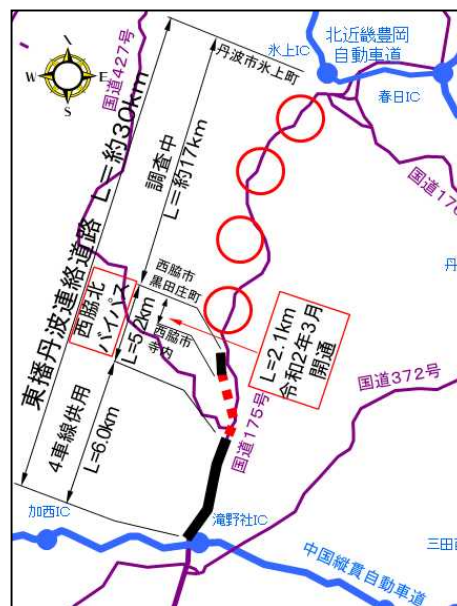 北近畿豊岡
自動車道
氷上IC
春日IC
丹波市氷上町
N
W
E
S
国道427号
国道176
東播丹波連絡道路 L=約30km
調査中
L=約17km
丹
西脇市
黒田庄町
西脇北
バイパス
L=5.2km
西脇市
寺内
L=2.1km
令和2年3月
開通
4車線供用
L=6.0km
国道175号
国道372号
加西IC
滝野社IC
中国縦貫自動車道
三田西